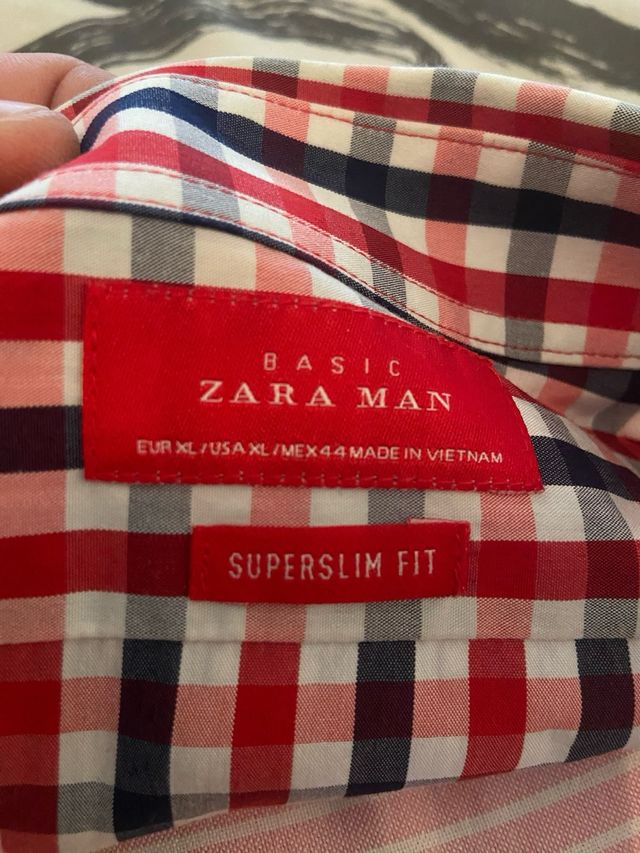 BASIC
ZARA MAN
EUR XL / USA XL / MEX 44 MADE IN VIETNAM
SUPERSLIM FIT